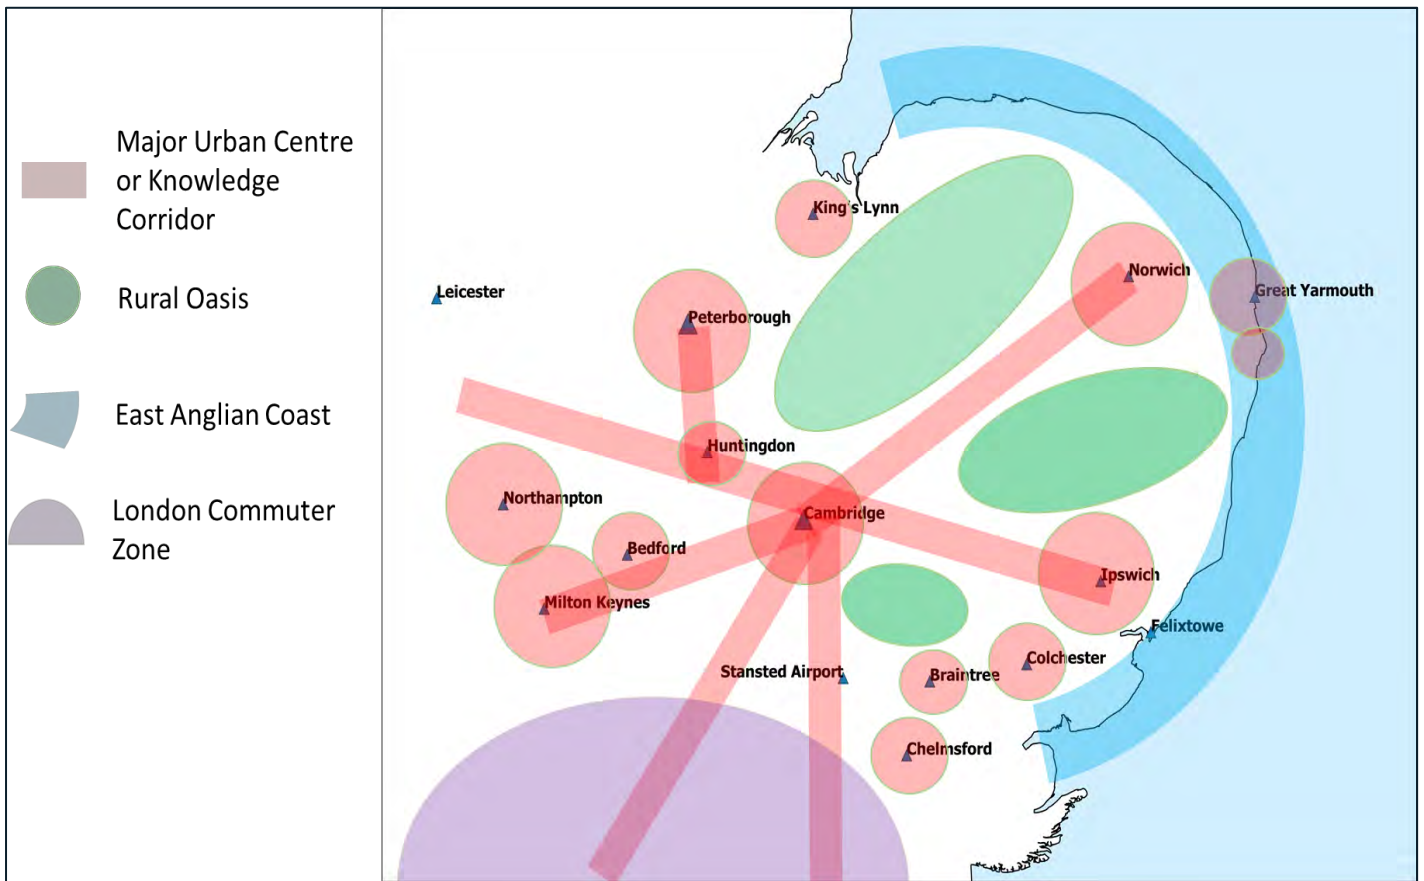 Major Urban Centre
or Knowledge
Corridor
Rural Oasis
East Anglian Coast
London Commuter
Zone
King's Lynn
Norwich
Leicester
Great Yarmouth
Peterborough
Huntingdon
Northampton
Cambridge
Bedford
Ipswich
Milton Keynes
Felixtowe
Colchester
Stansted Airport
Braintree
Chelmsford